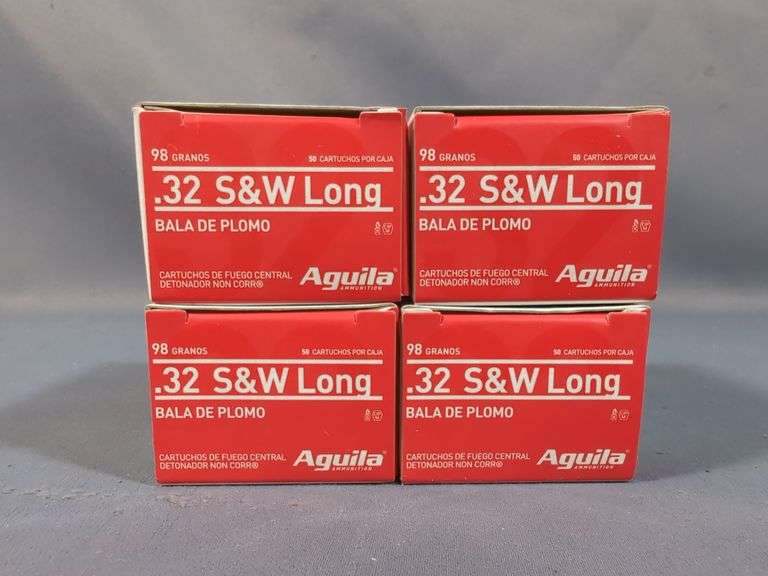 98 GRANOS 50 CARTUCHOS POR CAJA
.32 S&W Long
BALA DE PLOMO
CARTUCHOS DE FUEGO CENTRAL
DETONADOR NON CORR®
Aguila®
AMMUNITION
98 GRANOS 50 CARTUCHOS POR CAJA
.32 S&W Long
BALA DE PLOMO
CARTUCHOS DE FUEGO CENTRAL
DETONADOR NON CORR®
Aguila®
AMMUNITION
98 GRANOS 50 CARTUCHOS POR CAJA
.32 S&W Long
BALA DE PLOMO
CARTUCHOS DE FUEGO CENTRAL
DETONADOR NON CORR®
Aguila®
AMMUNITION
98 GRANOS 50 CARTUCHOS POR CAJA
.32 S&W Long
BALA DE PLOMO
CARTUCHOS DE FUEGO CENTRAL
DETONADOR NON CORR®
Aguila®
AMMUNITION